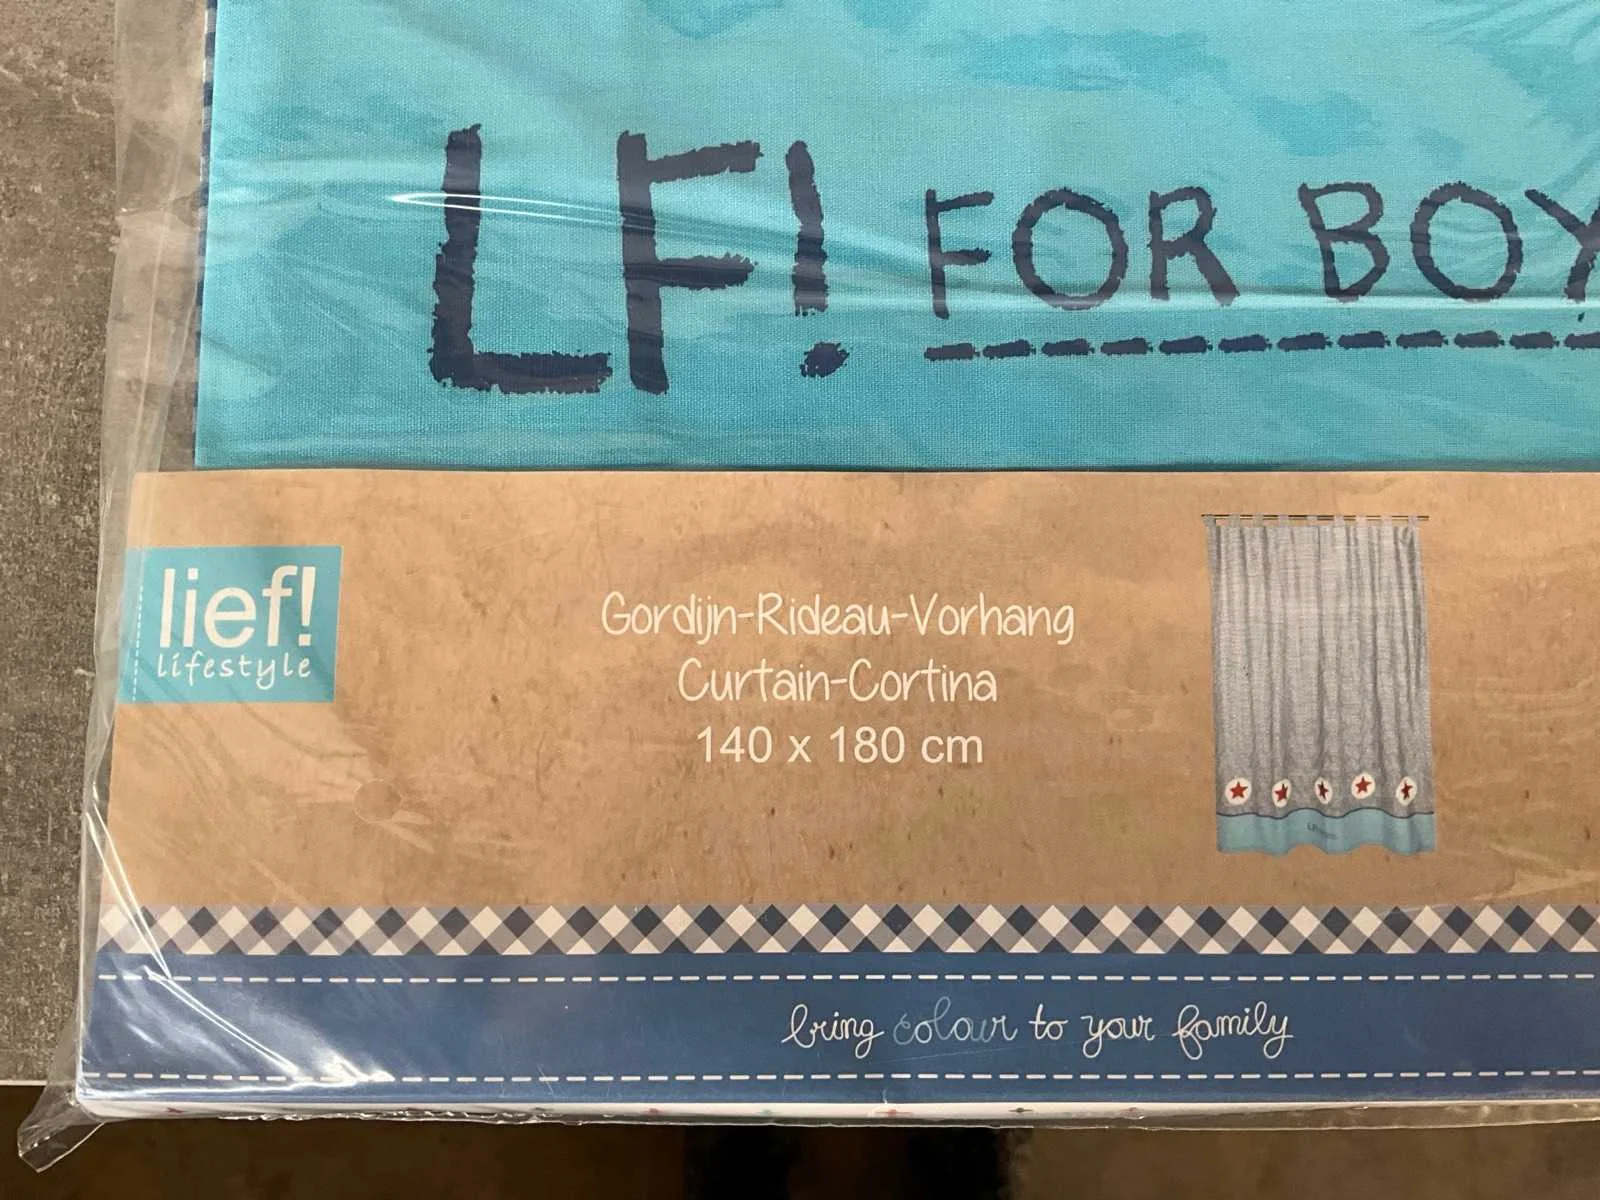 LF! FOR BOY
lief!
lifestyle
Gordijn-Rideau-Vorhang
Curtain-Cortina
140 x 180 cm
bring colour to your family